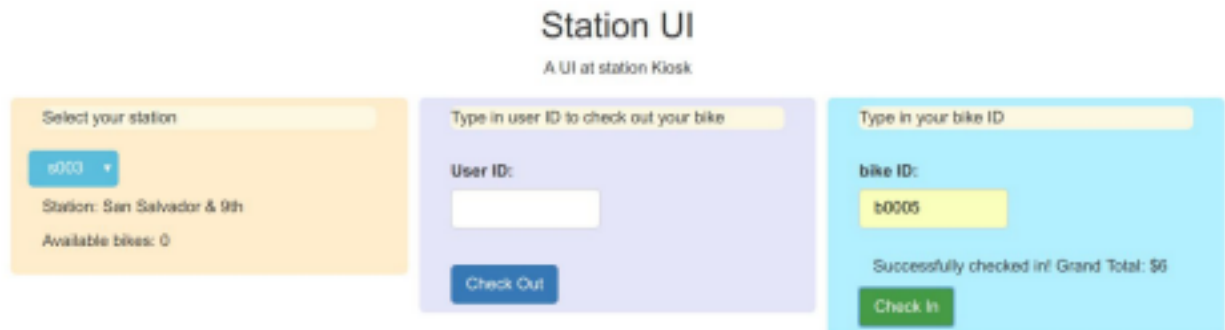 Station UI
A UI at station Kiosk
Select your station
s003
Station: San Salvador & 9th
Available bikes: 0
Type in user ID to check out your bike
User ID:
Check Out
Type in your bike ID
bike ID:
b0005
Successfully checked in! Grand Total: $6
Check In